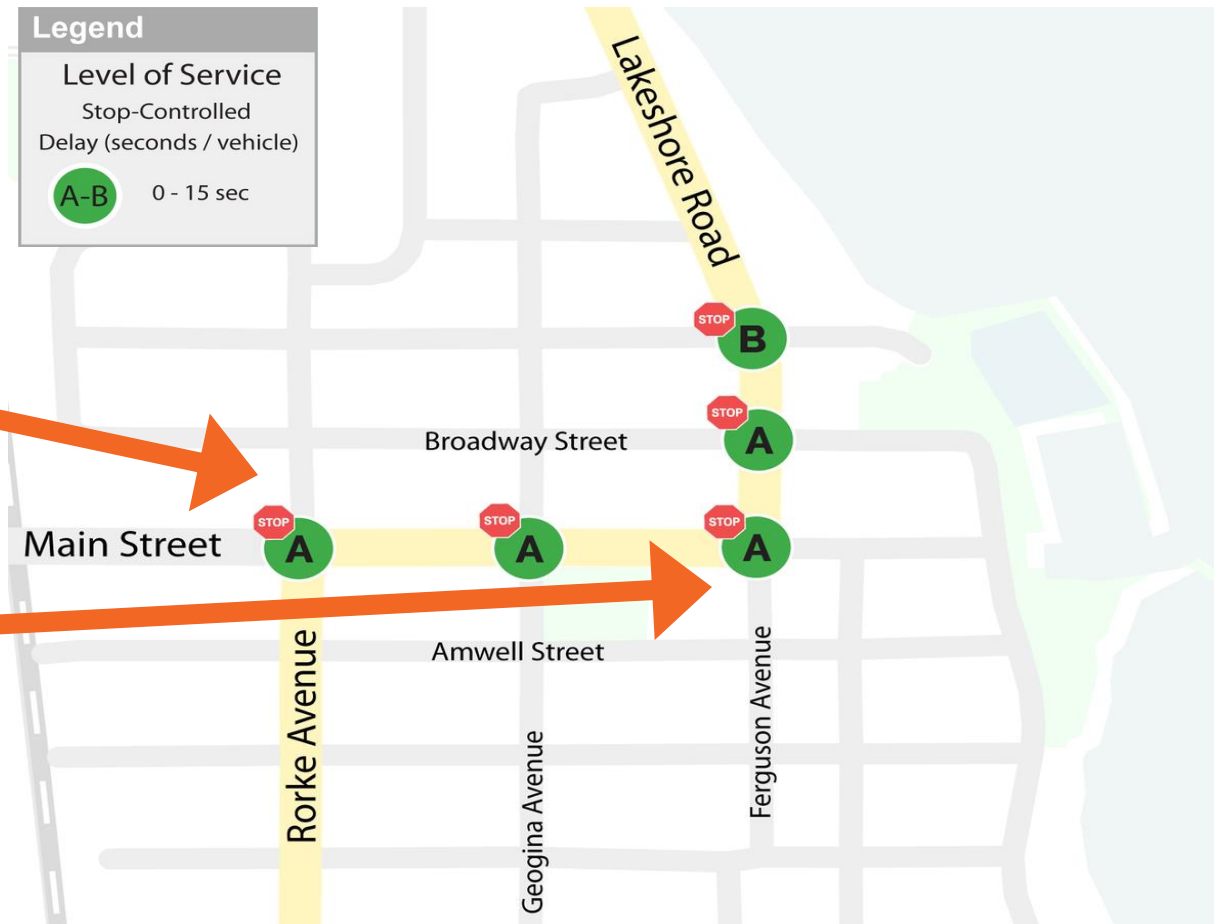 Legend
Level of Service
Stop-Controlled
Delay (seconds / vehicle)
A-B 0 - 15 sec
Lakeshore Road
STOP
B
STOP
A
Broadway Street
Main Street
STOP
A
STOP
A
STOP
A
Amwell Street
Rorke Avenue
Geogina Avenue
Ferguson Avenue